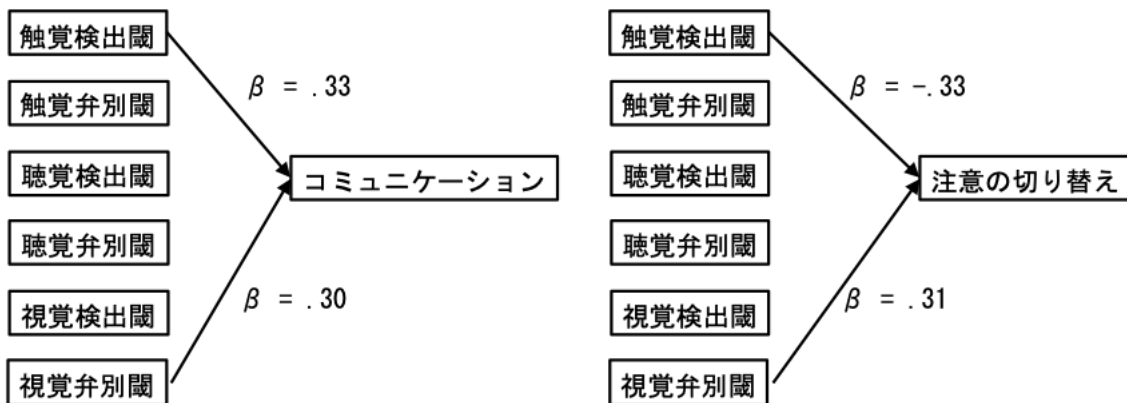 触覚検出閾
触覚弁別閾
聴覚検出閾
聴覚弁別閾
視覚検出閾
視覚弁別閾
β = .33
β = .30
コミュニケーション
触覚検出閾
触覚弁別閾
聴覚検出閾
聴覚弁別閾
視覚検出閾
視覚弁別閾
β = -.33
β = .31
注意の切り替え